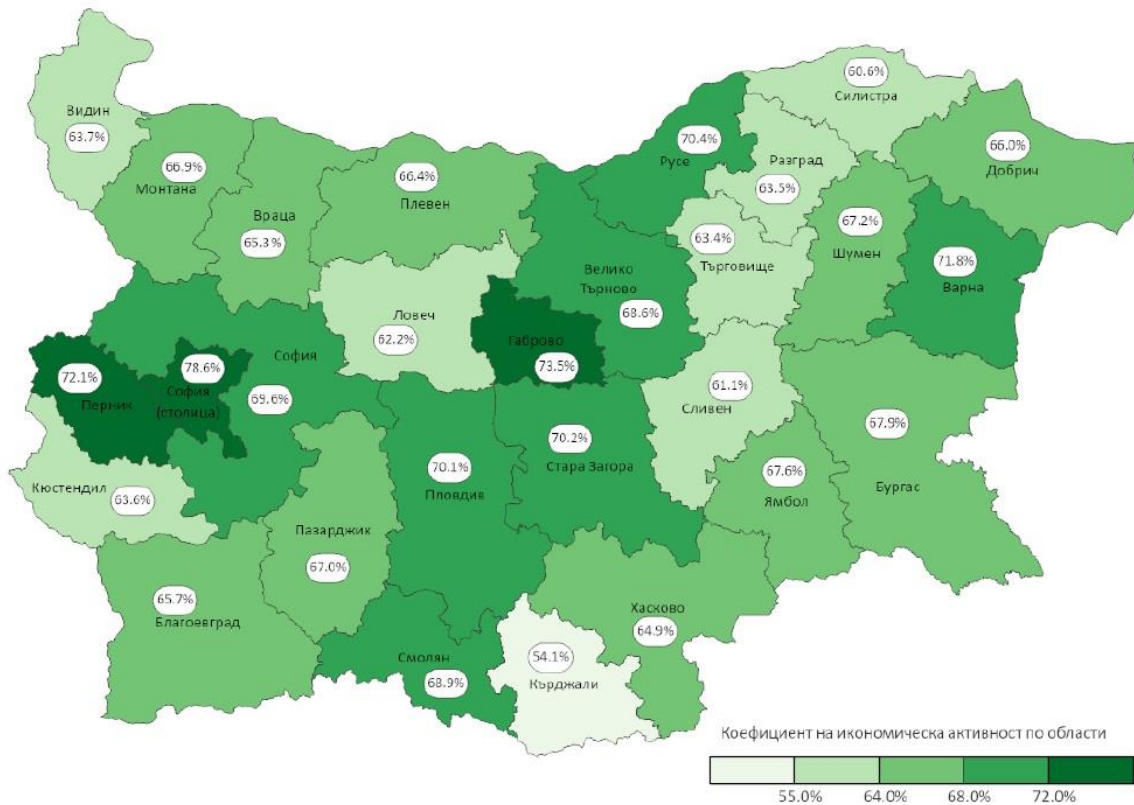 60.6%
Силистра
Видин
63.7%
70.4%
Русе
66.0%
Добрич
Разград
63.5%
66.9%
Монтана
66.4%
Плевен
Враца
65.3%
67.2%
Шумен
63.4%
Търговище
71.8%
Варна
Велико
Търново
68.6%
Ловеч
62.2%
Габрово
73.5%
София
69.6%
78.6%
София
(столица)
72.1%
Перник
61.1%
Сливен
67.9%
Бургас
70.2%
Стара Загора
70.1%
Пловдив
67.6%
Ямбол
Кюстендил
63.6%
Пазарджик
67.0%
65.7%
Благоевград
Хасково
64.9%
Смолян
68.9%
54.1%
Кърджали
Коефициент на икономическа активност по области
55.0% 64.0% 68.0% 72.0%